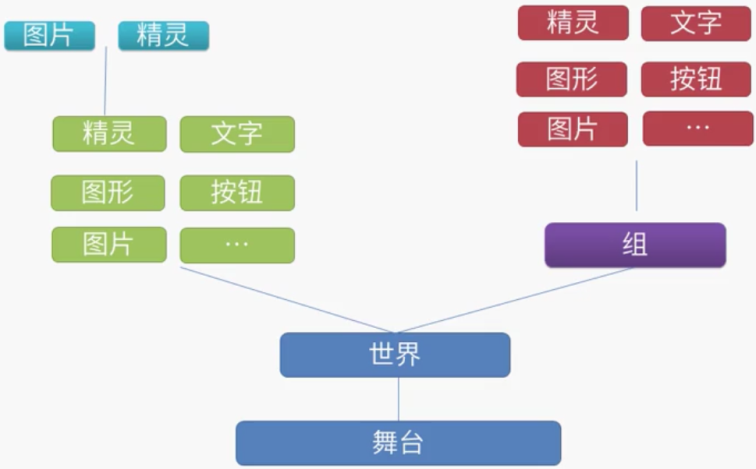 图片 精灵
精灵 文字
图形 按钮
图片 …
精灵 文字
图形 按钮
图片 …
组
世界
舞台